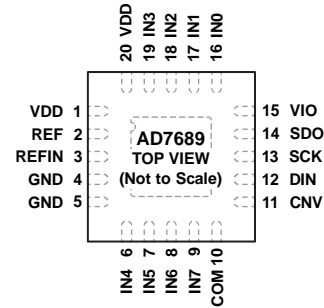 20 VDD
19 IN3
18 IN2
17 IN1
16 IN0
VDD 1
REF 2
REFIN 3
GND 4
GND 5
AD7689
TOP VIEW
(Not to Scale)
15 VIO
14 SDO
13 SCK
12 DIN
11 CNV
IN4 6
IN5 7
IN6 8
IN7 9
COM 10